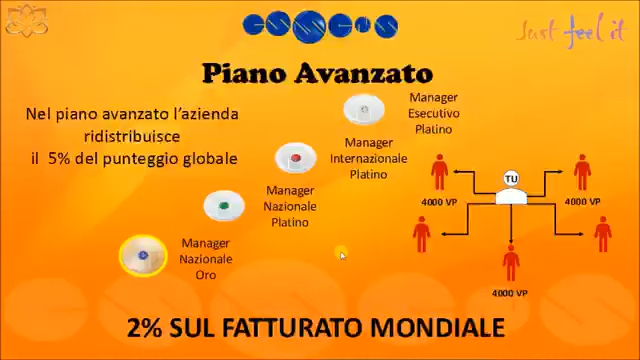 essens
Just feel it
Piano Avanzato
Nel piano avanzato l’azienda
ridistribuisce
il 5% del punteggio globale
Manager
Esecutivo
Platino
Manager
Internazionale
Platino
Manager
Nazionale
Platino
Manager
Nazionale
Oro
TU
4000 VP
4000 VP
4000 VP
2% SUL FATTURATO MONDIALE